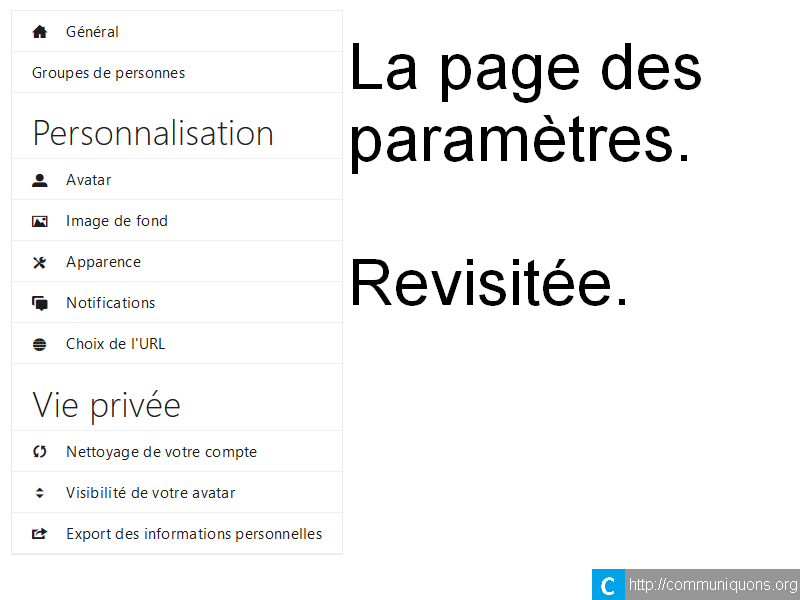 Général
Groupes de personnes
Personnalisation
Avatar
Image de fond
Apparence
Notifications
Choix de l'URL
Vie privée
Nettoyage de votre compte
Visibilité de votre avatar
Export des informations personnelles
La page des
paramètres.
Revisitée.
C http://communiquons.org